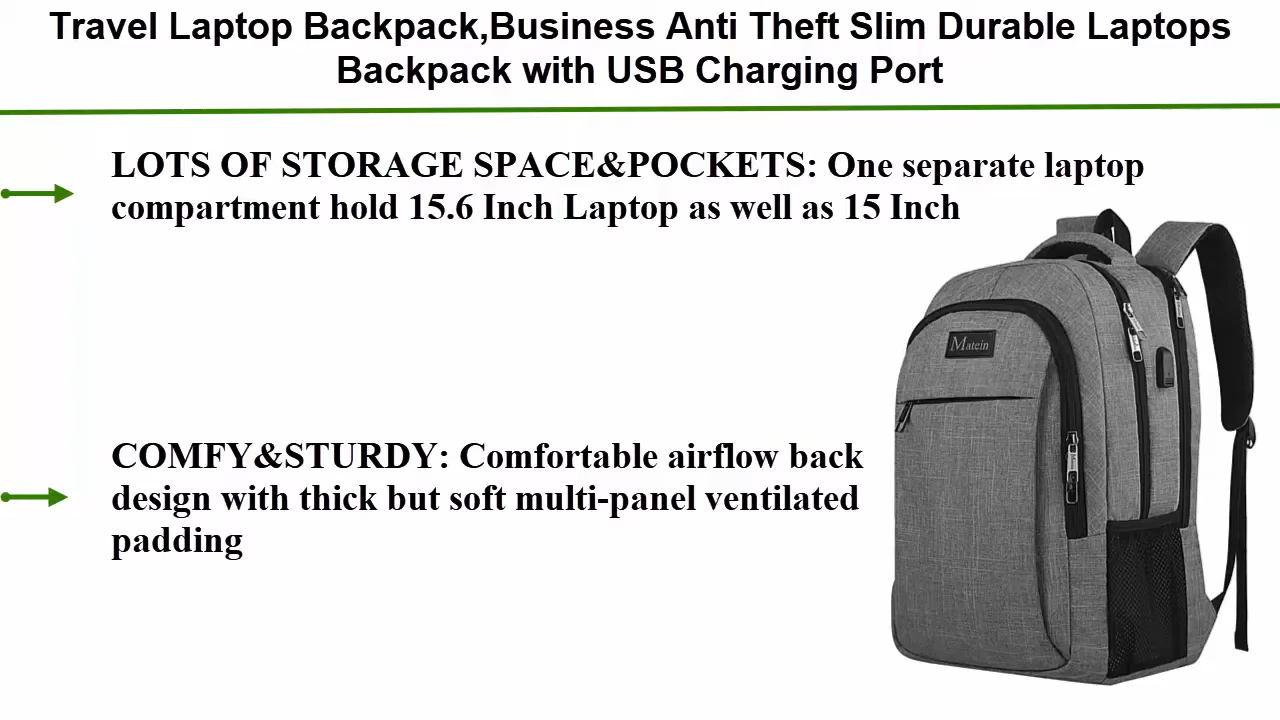 Travel Laptop Backpack,Business Anti Theft Slim Durable Laptops
Backpack with USB Charging Port
LOTS OF STORAGE SPACE&POCKETS: One separate laptop
compartment hold 15.6 Inch Laptop as well as 15 Inch
Matein
COMFY&STURDY: Comfortable airflow back
design with thick but soft multi-panel ventilated
padding